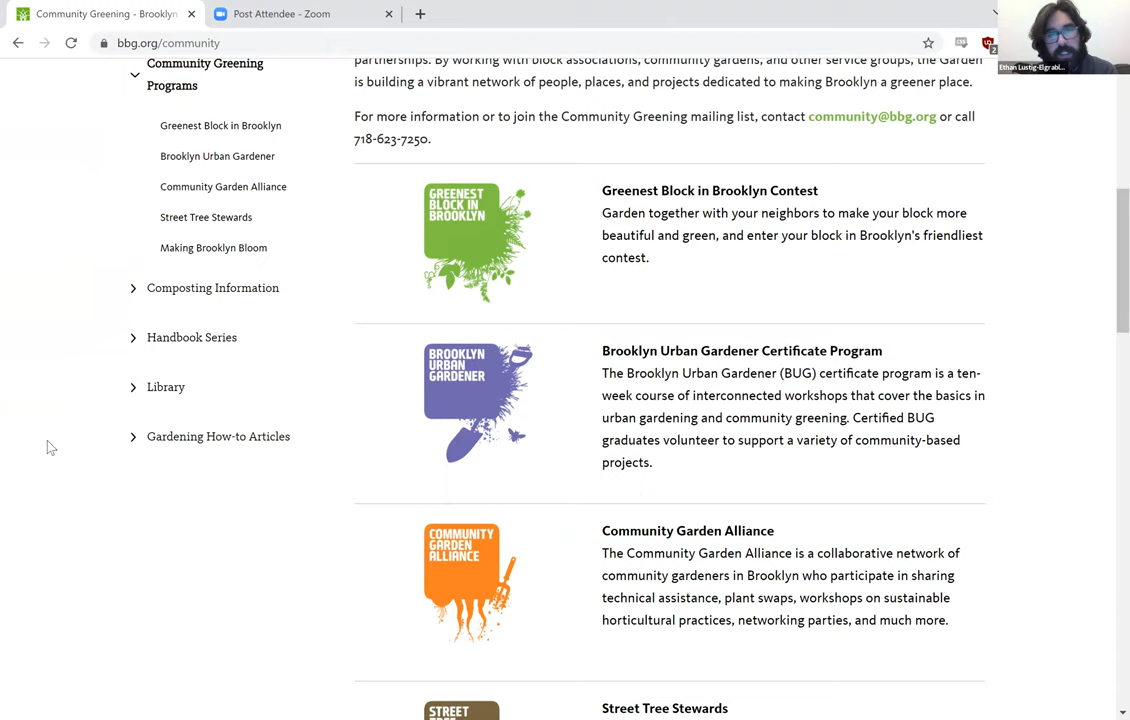 Community Greening - Brooklyn
Post Attendee - Zoom
bbg.org/community
2
Ethan Lustig-Elgrabl...
Community Greening
Programs
Greenest Block in Brooklyn
Brooklyn Urban Gardener
Community Garden Alliance
Street Tree Stewards
Making Brooklyn Bloom
Composting Information
Handbook Series
Library
Gardening How-to Articles
partnerships. By working with block associations, community gardens, and other service groups, the Garden
is building a vibrant network of people, places, and projects dedicated to making Brooklyn a greener place.
For more information or to join the Community Greening mailing list, contact community@bbg.org or call
718-623-7250.
GREENEST
BLOCK IN
BROOKLYN
Greenest Block in Brooklyn Contest
Garden together with your neighbors to make your block more
beautiful and green, and enter your block in Brooklyn's friendliest
contest.
BROOKLYN
URBAN
GARDENER
Brooklyn Urban Gardener Certificate Program
The Brooklyn Urban Gardener (BUG) certificate program is a ten-
week course of interconnected workshops that cover the basics in
urban gardening and community greening. Certified BUG
graduates volunteer to support a variety of community-based
projects.
COMMUNITY
GARDEN
ALLIANCE
Community Garden Alliance
The Community Garden Alliance is a collaborative network of
community gardeners in Brooklyn who participate in sharing
technical assistance, plant swaps, workshops on sustainable
horticultural practices, networking parties, and much more.
STREET
Street Tree Stewards